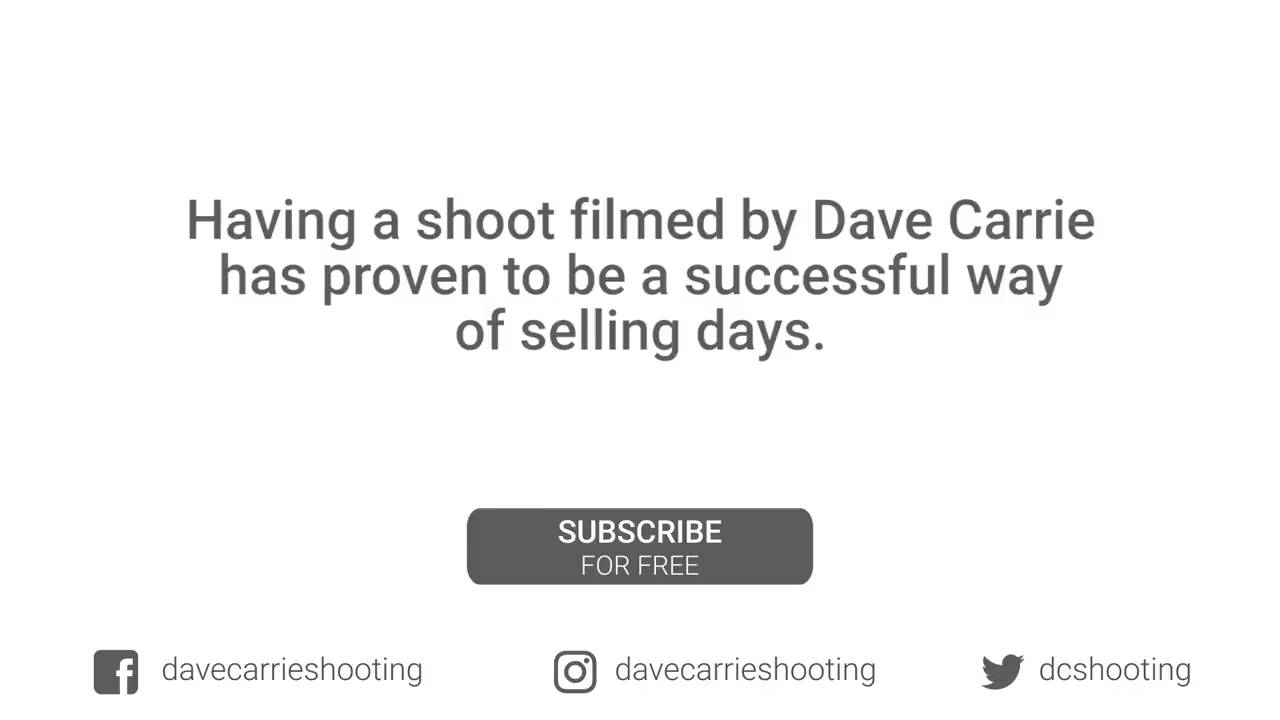 Having a shoot filmed by Dave Carrie
has proven to be a successful way
of selling days.
SUBSCRIBE
FOR FREE
davecarrieshooting
davecarrieshooting
dcshooting